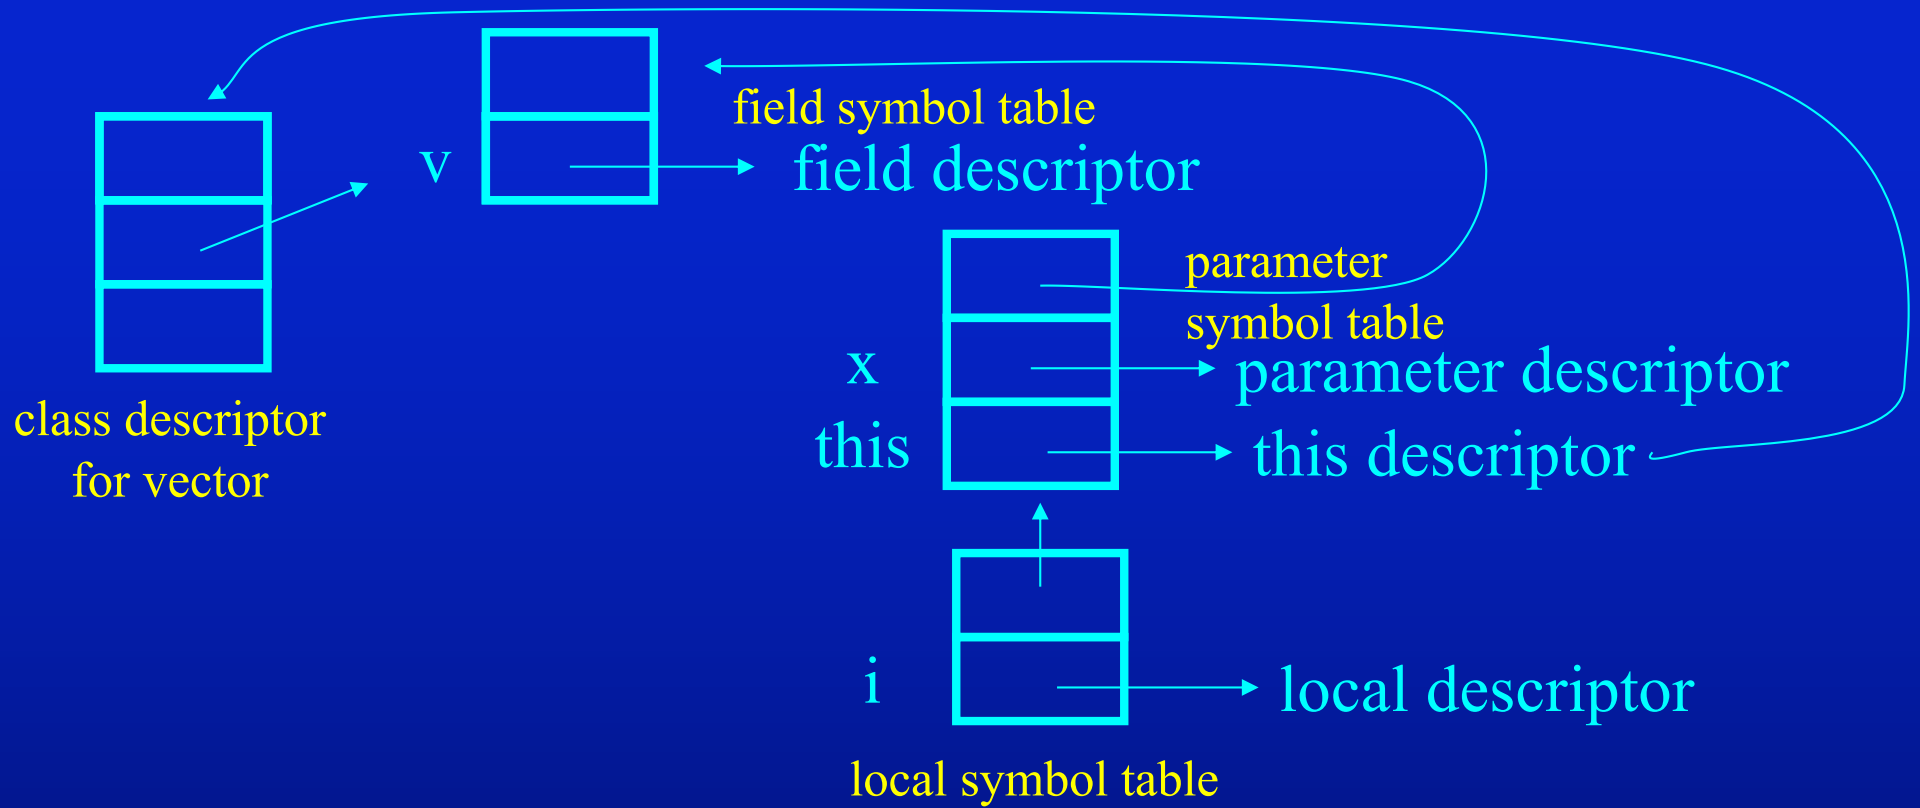 field symbol table
v
field descriptor
parameter
symbol table
x
parameter descriptor
class descriptor
for vector
this
this descriptor
i
local descriptor
local symbol table